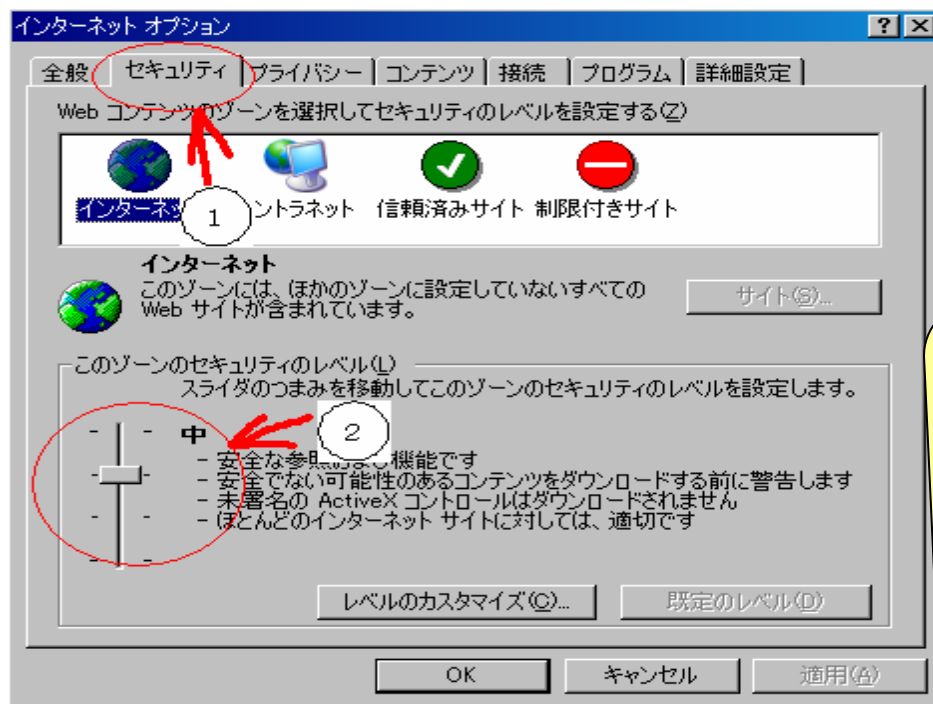 インターネット オプション
全般
セキュリティ
プライバシー
コンテンツ
接続
プログラム
詳細設定
Web コンテンツのゾーンを選択してセキュリティのレベルを設定する(Z)
インターネ
ントラネット
信頼済みサイト
制限付きサイト
1
インターネット
このゾーンには、ほかのゾーンに設定していないすべての
Web サイトが含まれています。
サイト(S)...
このゾーンのセキュリティのレベル(L)
スライダのつまみを移動してこのゾーンのセキュリティのレベルを設定します。
中
2
- 安全な参照および機能です
- 安全でない可能性のあるコンテンツをダウンロードする前に警告します
- 未署名の ActiveX コントロールはダウンロードされません
- ほとんどのインターネット サイトに対しては、適切です
レベルのカスタマイズ(C)...
既定のレベル(D)
OK
キャンセル
適用(A)